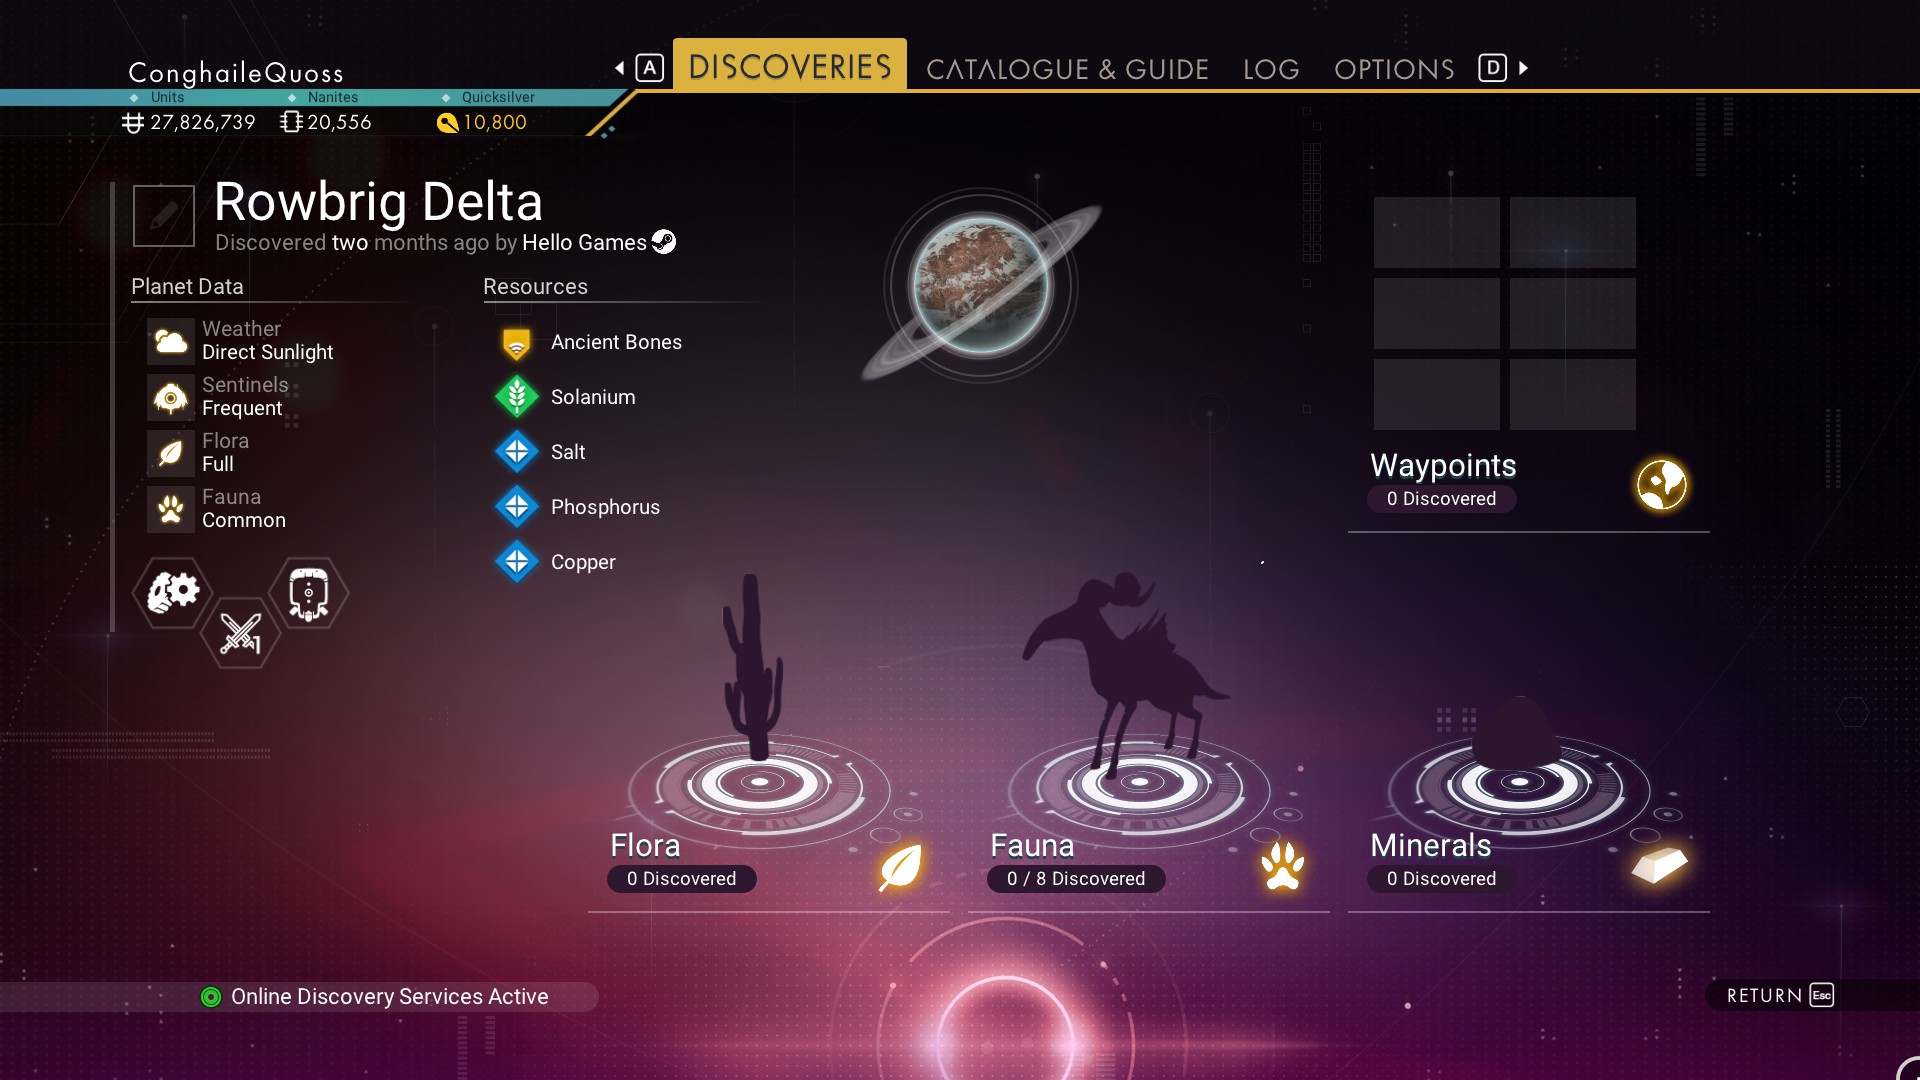 ConghaileQuoss
A DISCOVERIES CATALOGUE & GUIDE LOG OPTIONS D
Units Nanites Quicksilver
27,826,739 20,556 10,800
Rowbrig Delta
Discovered two months ago by Hello Games
Planet Data
Weather
Direct Sunlight
Sentinels
Frequent
Flora
Full
Fauna
Common
Resources
Ancient Bones
Solanium
Salt
Phosphorus
Copper
Waypoints
0 Discovered
Flora
0 Discovered
Fauna
0 / 8 Discovered
Minerals
0 Discovered
Online Discovery Services Active
RETURN Esc